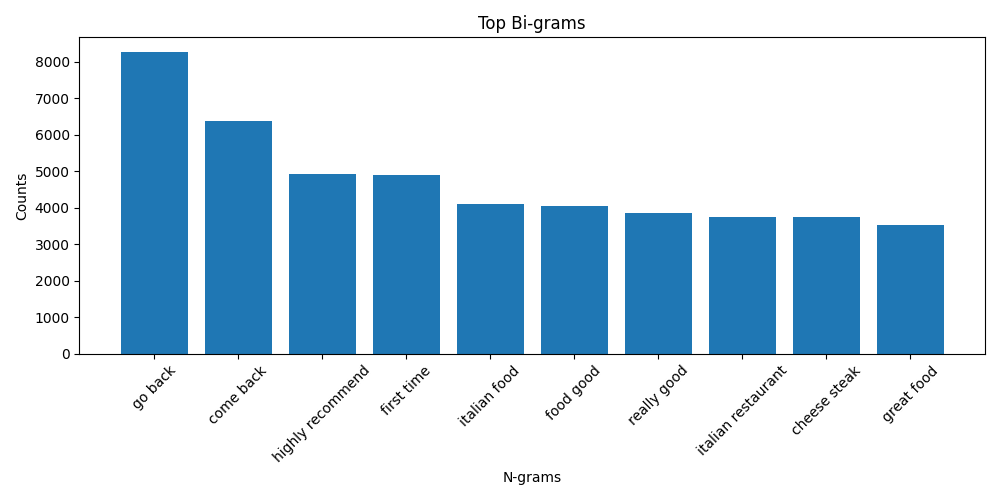 Top Bi-grams
Counts
8000
7000
6000
5000
4000
3000
2000
1000
0
go back
come back
highly recommend
first time
italian food
food good
really good
italian restaurant
cheese steak
great food
N-grams